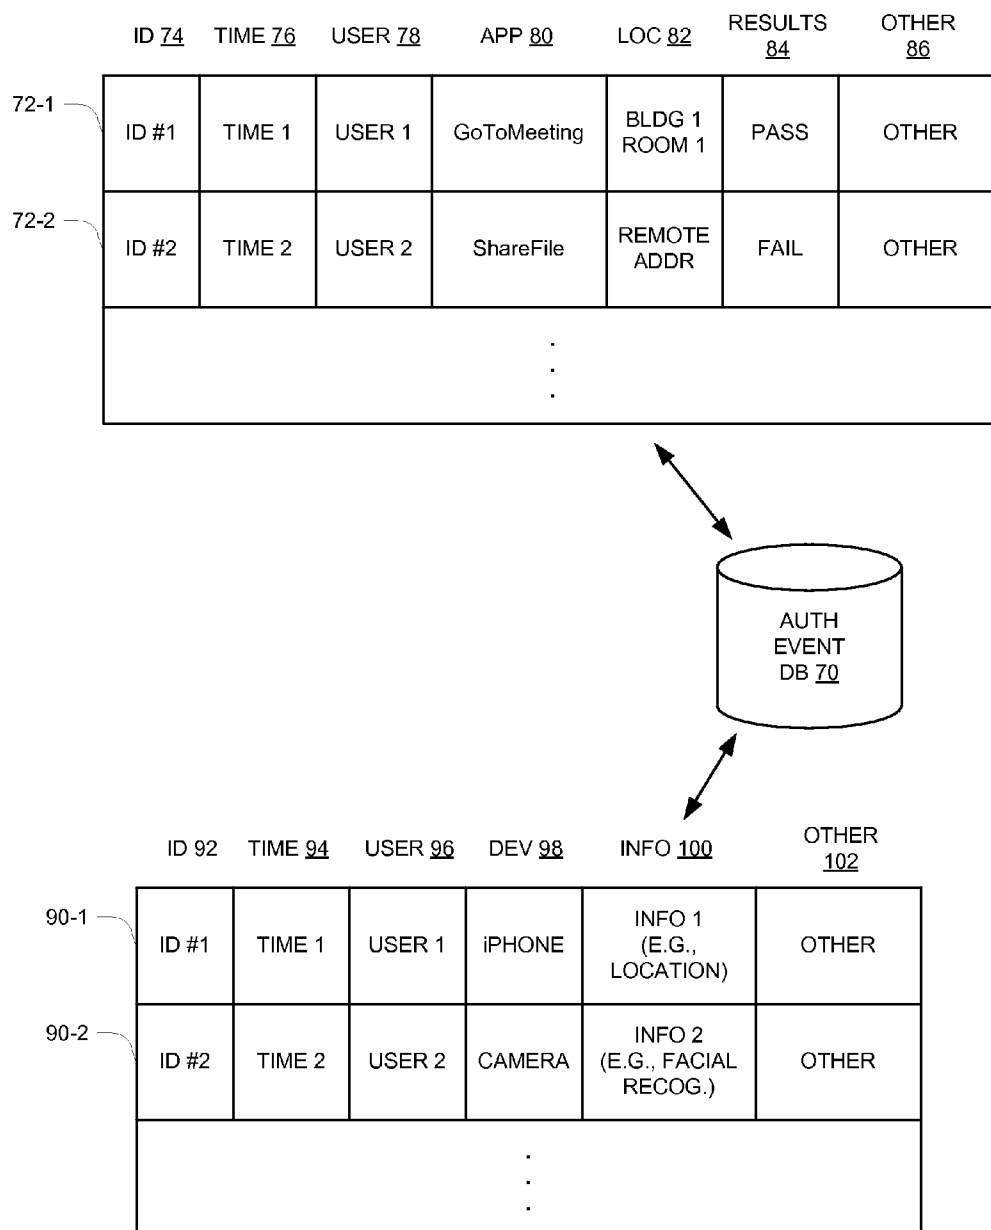 ID 74 TIME 76 USER 78 APP 80 LOC 82 RESULTS 84 OTHER 86
72-1
ID #1 TIME 1 USER 1 GoToMeeting BLDG 1 ROOM 1 PASS OTHER
72-2
ID #2 TIME 2 USER 2 ShareFile REMOTE ADDR FAIL OTHER
AUTH
EVENT
DB 70
ID 92 TIME 94 USER 96 DEV 98 INFO 100 OTHER 102
90-1
ID #1 TIME 1 USER 1 iPHONE INFO 1 (E.G., LOCATION) OTHER
90-2
ID #2 TIME 2 USER 2 CAMERA INFO 2 (E.G., FACIAL RECOG.) OTHER